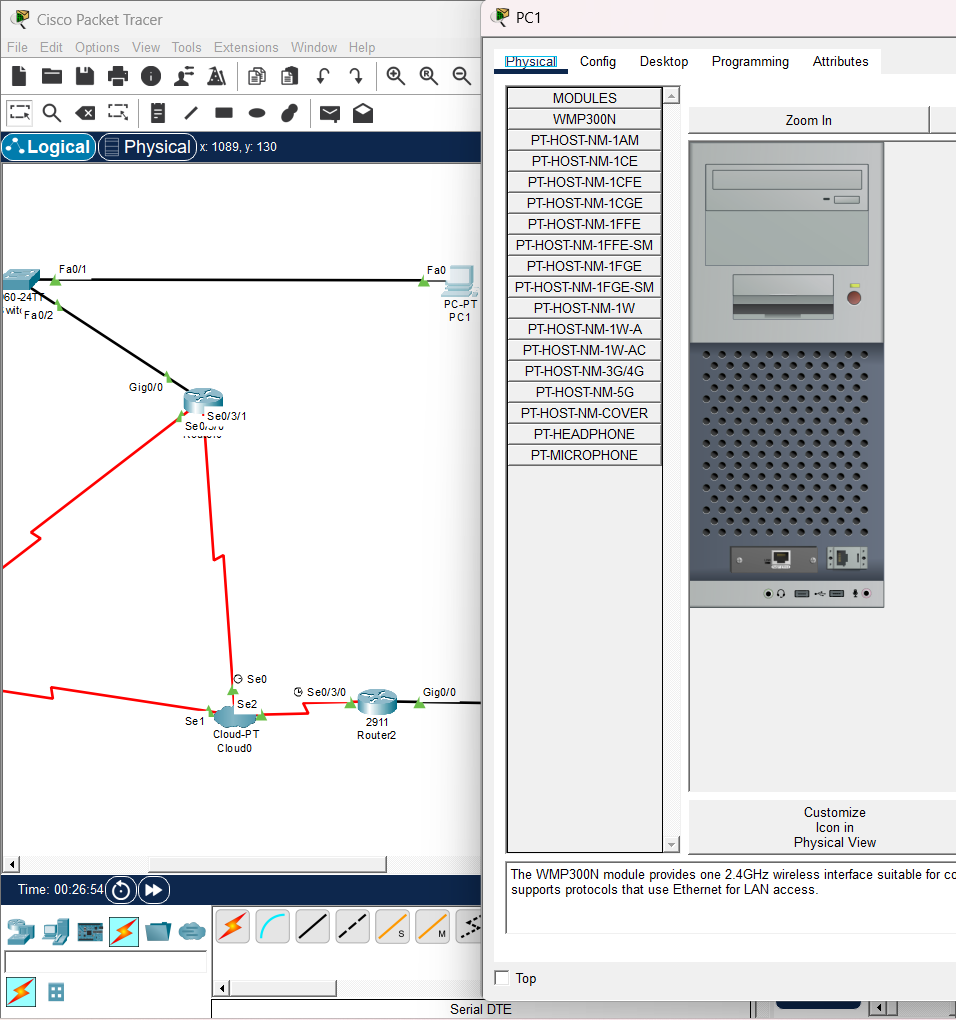 Cisco Packet Tracer
File Edit Options View Tools Extensions Window Help
Logical Physical x: 1089, y: 130
Fa0/1
Fa0
60-24TT
Fa0/2
PC-PT
PC1
Gig0/0
Se0/3/1
Se0/3/0
Se0
Se0/3/0
Gig0/0
Se2
Se1
Cloud-PT
Cloud0
2911
Router2
Time: 00:26:54
S
M
Serial DTE
PC1
Physical Config Desktop Programming Attributes
MODULES
WMP300N
PT-HOST-NM-1AM
PT-HOST-NM-1CE
PT-HOST-NM-1CFE
PT-HOST-NM-1CGE
PT-HOST-NM-1FFE
PT-HOST-NM-1FFE-SM
PT-HOST-NM-1FGE
PT-HOST-NM-1FGE-SM
PT-HOST-NM-1W
PT-HOST-NM-1W-A
PT-HOST-NM-1W-AC
PT-HOST-NM-3G/4G
PT-HOST-NM-5G
PT-HOST-NM-COVER
PT-HEADPHONE
PT-MICROPHONE
Zoom In
Customize
Icon in
Physical View
The WMP300N module provides one 2.4GHz wireless interface suitable for co
supports protocols that use Ethernet for LAN access.
Top